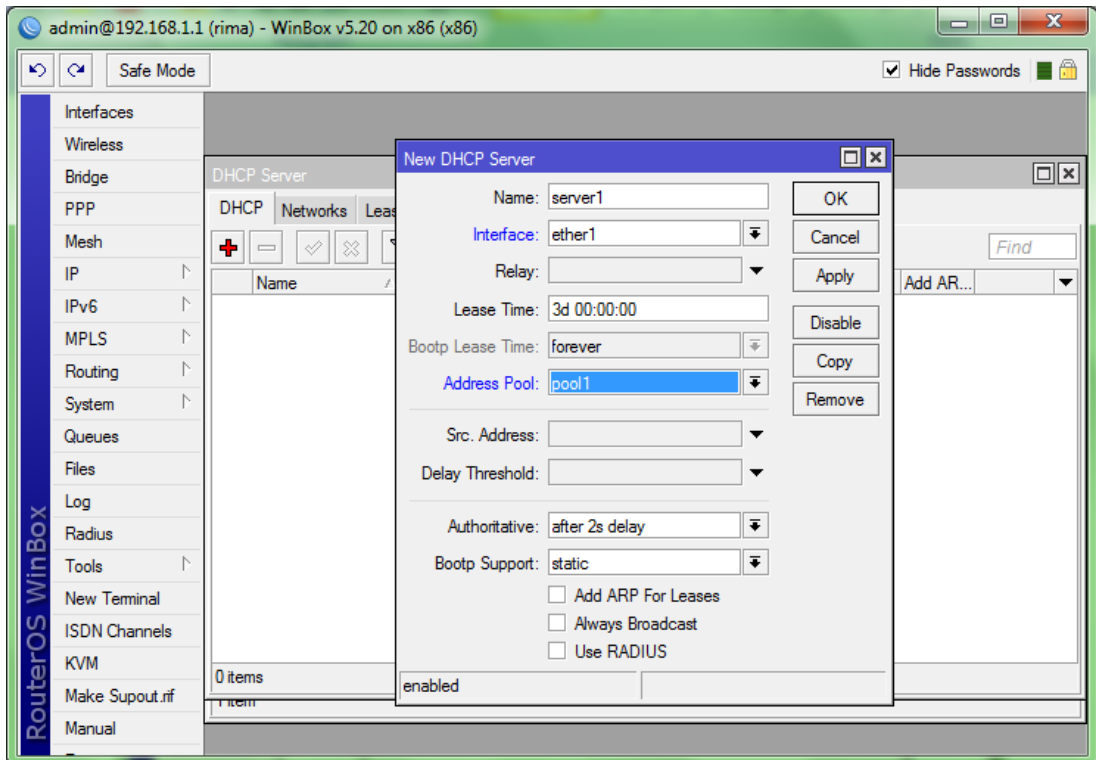 admin@192.168.1.1 (rima) - WinBox v5.20 on x86 (x86)
Safe Mode
Hide Passwords
RouterOS WinBox
Interfaces
Wireless
Bridge
PPP
Mesh
IP
IPv6
MPLS
Routing
System
Queues
Files
Log
Radius
Tools
New Terminal
ISDN Channels
KVM
Make Supout.rif
Manual
DHCP Server
DHCP Networks Leas
Find
Name
Add AR...
0 items
1 item
New DHCP Server
Name: server1
Interface: ether1
Relay:
Lease Time: 3d 00:00:00
Bootp Lease Time: forever
Address Pool: pool1
Src. Address:
Delay Threshold:
Authoritative: after 2s delay
Bootp Support: static
Add ARP For Leases
Always Broadcast
Use RADIUS
enabled
OK
Cancel
Apply
Disable
Copy
Remove